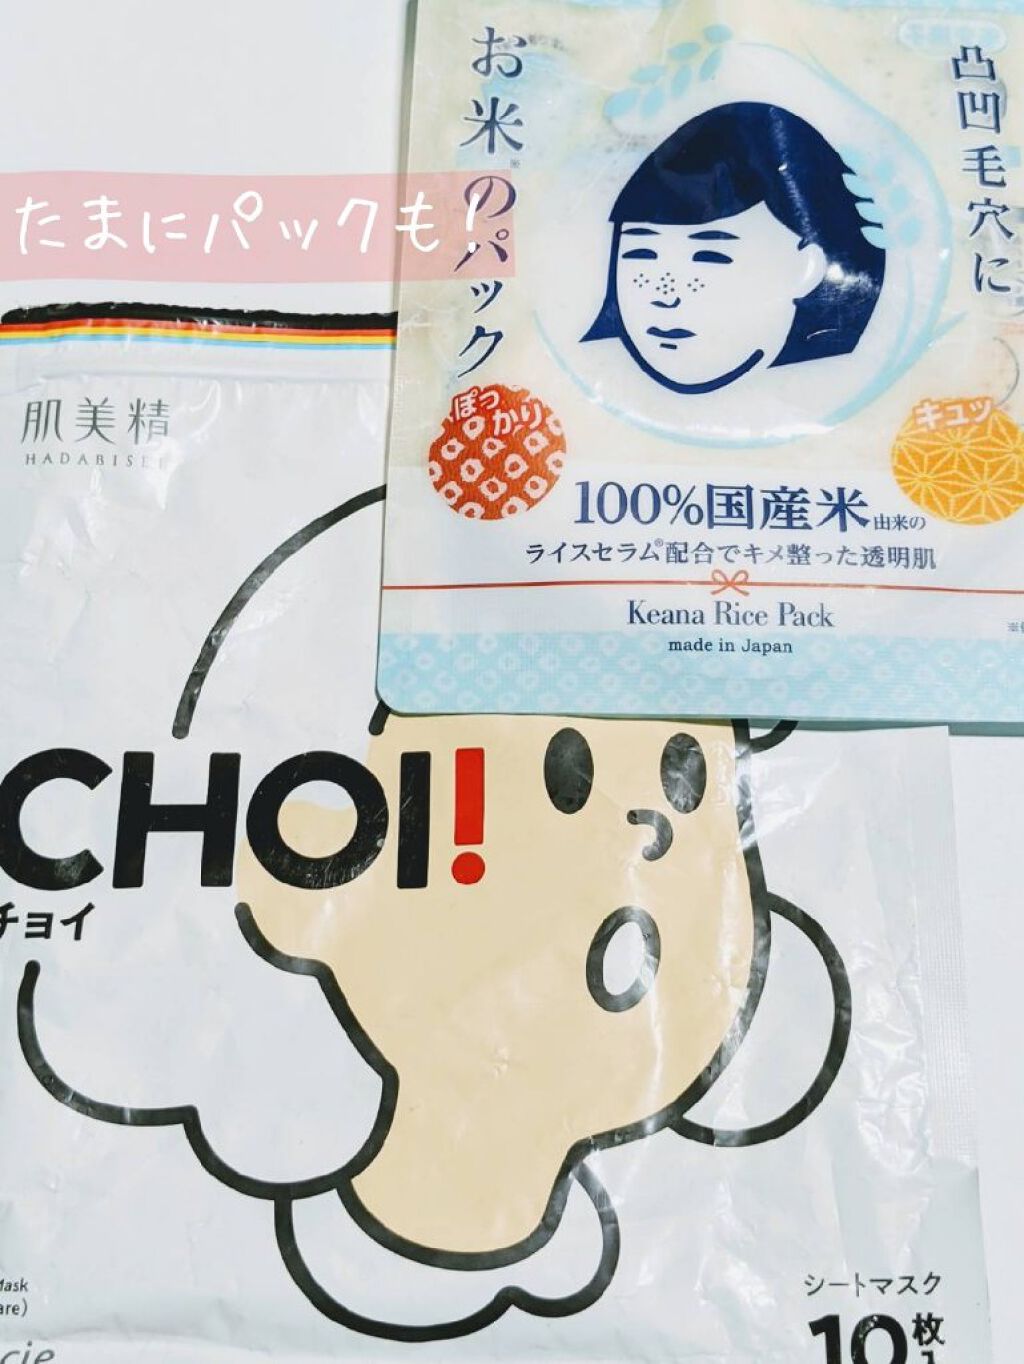 お米※のパック
凸凹毛穴に
たまにパックも！
ぽっかり
キュッ
100%国産米由来の
ライスセラム®配合でキメ整った透明肌
Keana Rice Pack
made in Japan
肌美精
HADABISEI
CHOI!
チョイ
シートマスク
10枚